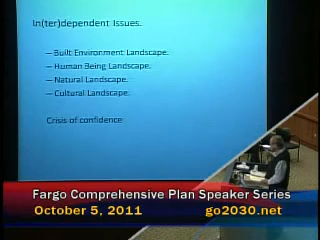 In(ter)dependent Issues.
— Built Environment Landscape.
— Human Being Landscape.
— Natural Landscape.
— Cultural Landscape.
Crisis of confidence
Fargo Comprehensive Plan Speaker Series
October 5, 2011 go2030.net